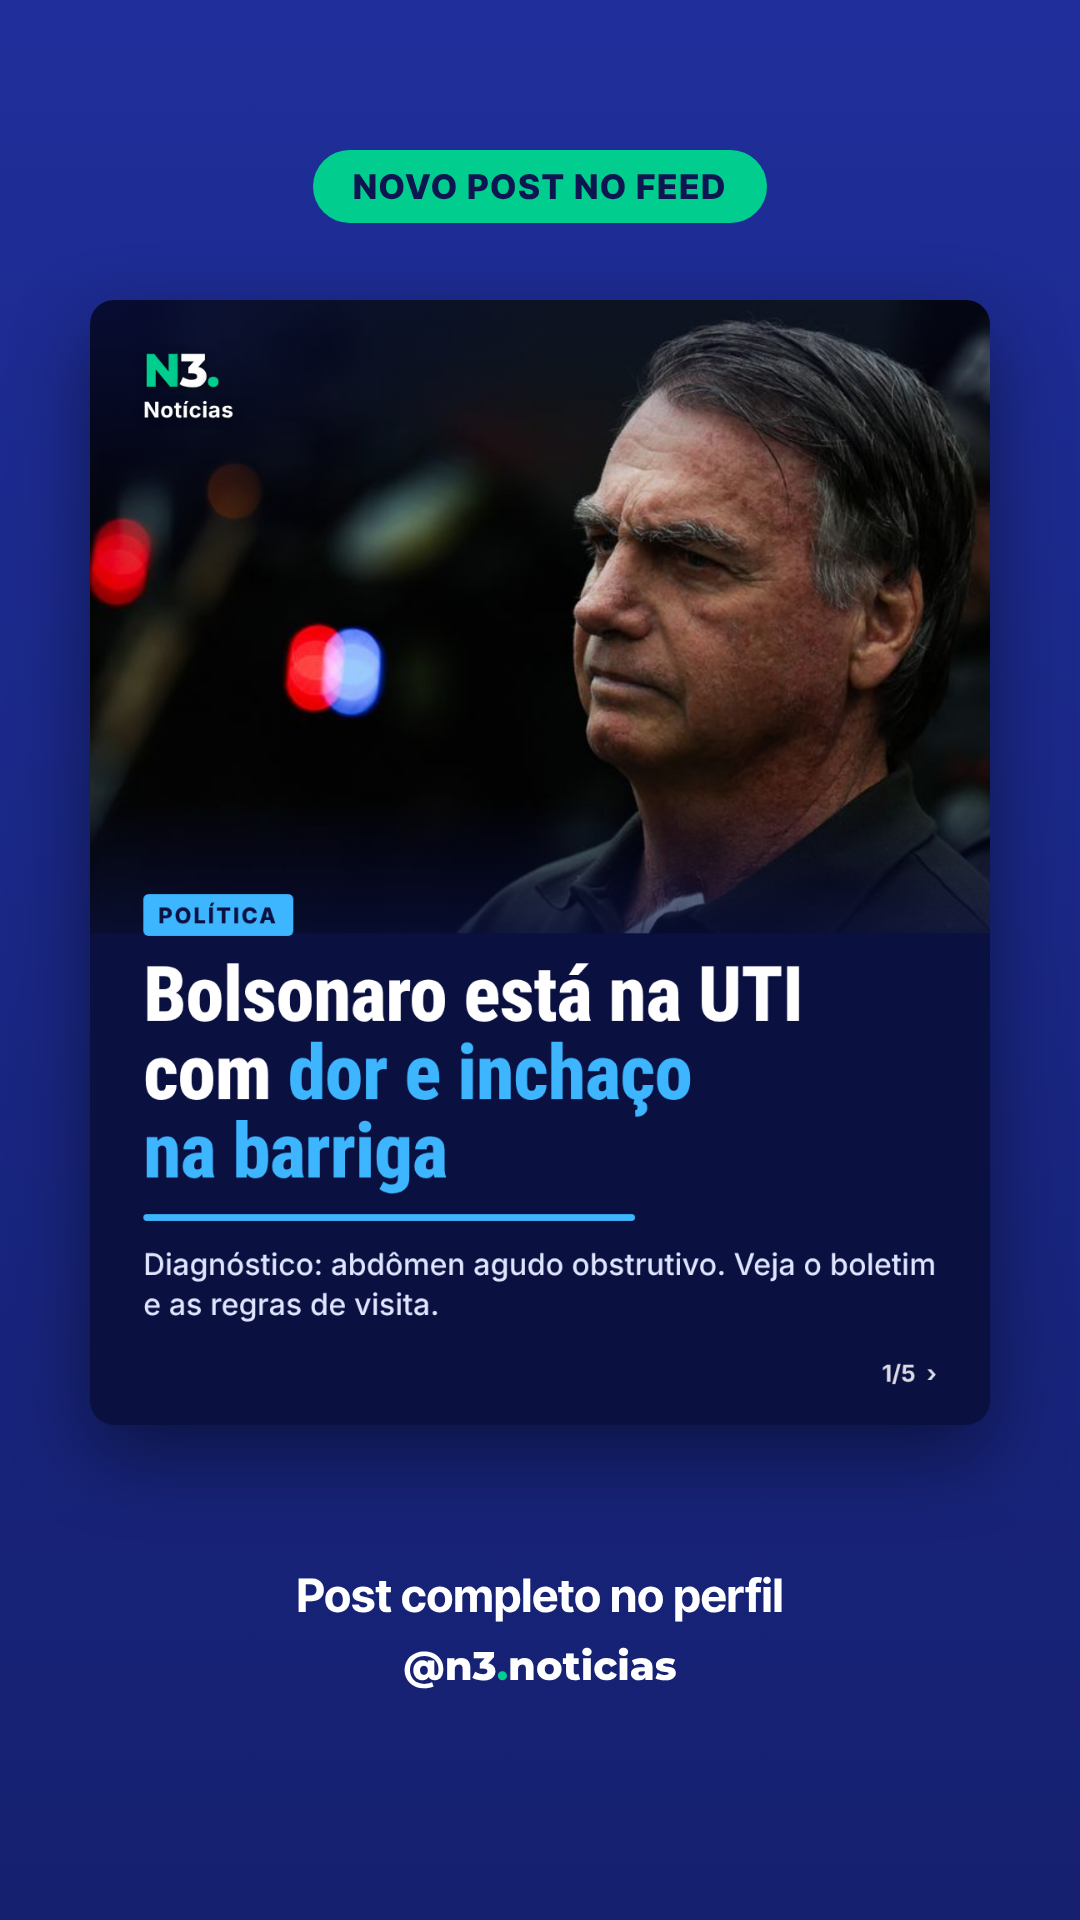 NOVO POST NO FEED
N3.
Notícias
POLÍTICA
Bolsonaro está na UTI
com dor e inchaço
na barriga
Diagnóstico: abdômen agudo obstrutivo. Veja o boletim
e as regras de visita.
1/5 ›
Post completo no perfil
@n3.noticias